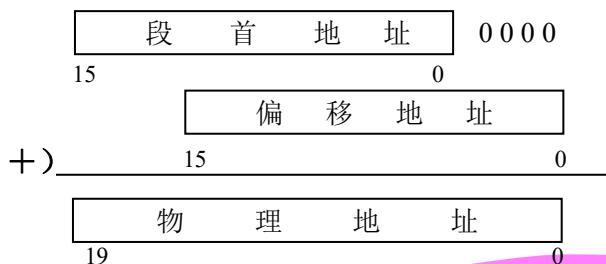 段 首 地 址 0000
15 0
偏 移 地 址
+) 15 0
物 理 地 址
19 0